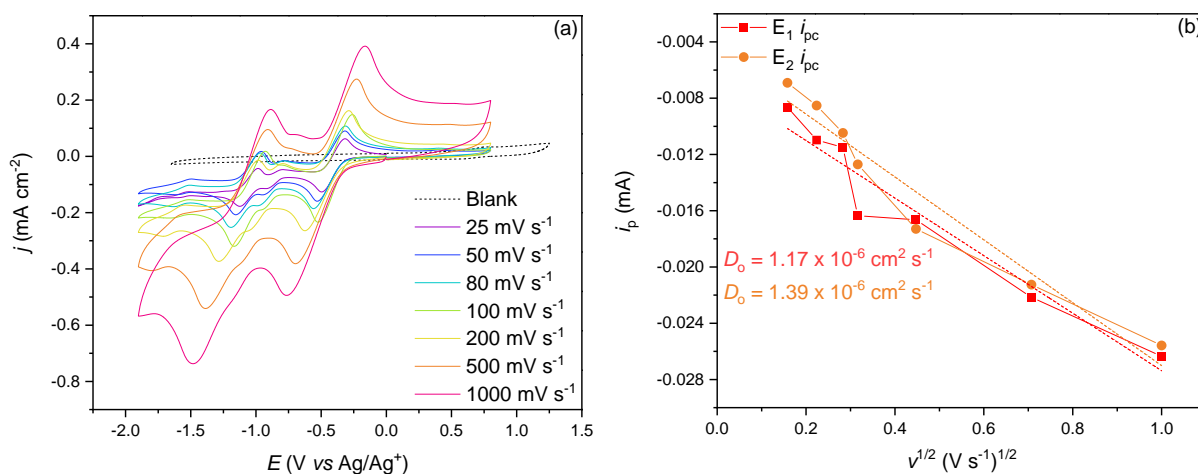 (a)
0.4
0.2
0.0
-0.2
-0.4
-0.6
-0.8
j (mA cm⁻²)
Blank
25 mV s⁻¹
50 mV s⁻¹
80 mV s⁻¹
100 mV s⁻¹
200 mV s⁻¹
500 mV s⁻¹
1000 mV s⁻¹
-2.0 -1.5 -1.0 -0.5 0.0 0.5 1.0 1.5
E (V vs Ag/Ag⁺)
(b)
-0.004
-0.008
-0.012
-0.016
-0.020
-0.024
-0.028
iₚ (mA)
E₁ iₚc
E₂ iₚc
Dₒ = 1.17 x 10⁻⁶ cm² s⁻¹
Dₒ = 1.39 x 10⁻⁶ cm² s⁻¹
0.0 0.2 0.4 0.6 0.8 1.0
v¹ᐟ² (V s⁻¹)¹ᐟ²